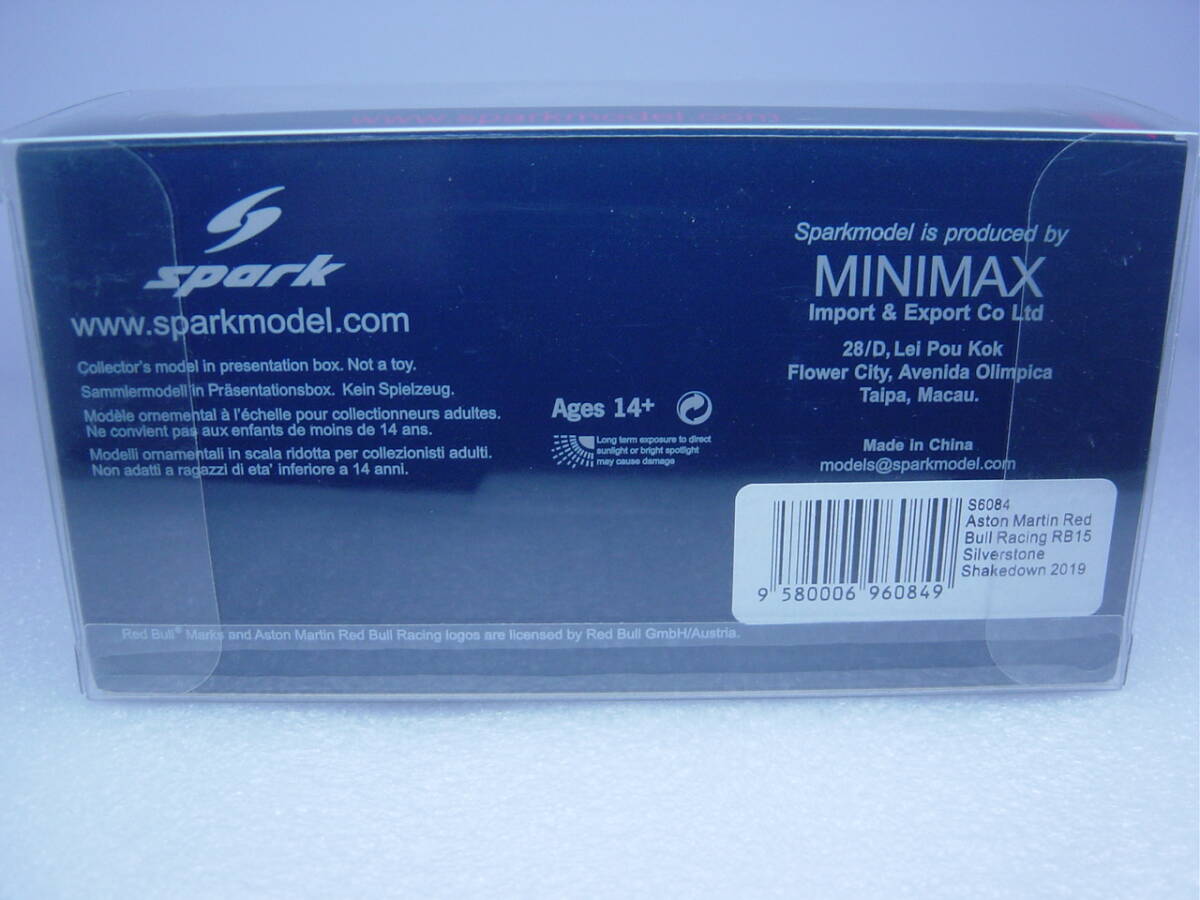 www.sparkmodel.com
spark
www.sparkmodel.com
Collector's model in presentation box. Not a toy.
Sammlermodell in Präsentationsbox. Kein Spielzeug.
Modèle ornemental à l'échelle pour collectionneurs adultes.
Ne convient pas aux enfants de moins de 14 ans.
Modelli ornamentali in scala ridotta per collezionisti adulti.
Non adatti a ragazzi di eta' inferiore a 14 anni.
Ages 14+
Long term exposure to direct
sunlight or bright spotlight
may cause damage
Sparkmodel is produced by
MINIMAX
Import & Export Co Ltd
28/D, Lei Pou Kok
Flower City, Avenida Olimpica
Taipa, Macau.
Made in China
models@sparkmodel.com
S6084
Aston Martin Red
Bull Racing RB15
Silverstone
Shakedown 2019
9 580006 960849
Red Bull® Marks and Aston Martin Red Bull Racing logos are licensed by Red Bull GmbH/Austria.